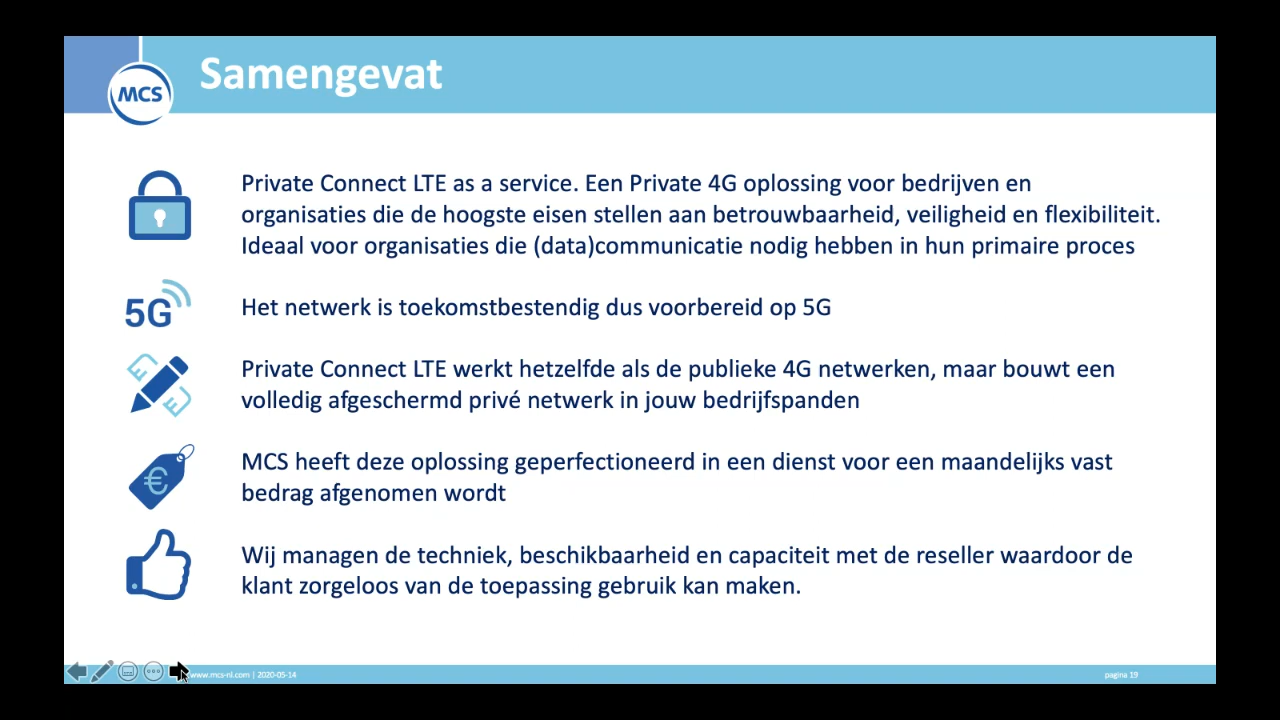 Samengevat
MCS
Private Connect LTE as a service. Een Private 4G oplossing voor bedrijven en
organisaties die de hoogste eisen stellen aan betrouwbaarheid, veiligheid en flexibiliteit.
Ideaal voor organisaties die (data)communicatie nodig hebben in hun primaire proces
5G
Het netwerk is toekomstbestendig dus voorbereid op 5G
Private Connect LTE werkt hetzelfde als de publieke 4G netwerken, maar bouwt een
volledig afgeschermd privé netwerk in jouw bedrijfspanden
€
MCS heeft deze oplossing geperfectioneerd in een dienst voor een maandelijks vast
bedrag afgenomen wordt
Wij managen de techniek, beschikbaarheid en capaciteit met de reseller waardoor de
klant zorgeloos van de toepassing gebruik kan maken.
www.mcs-nl.com | 2020-05-14
pagina 19